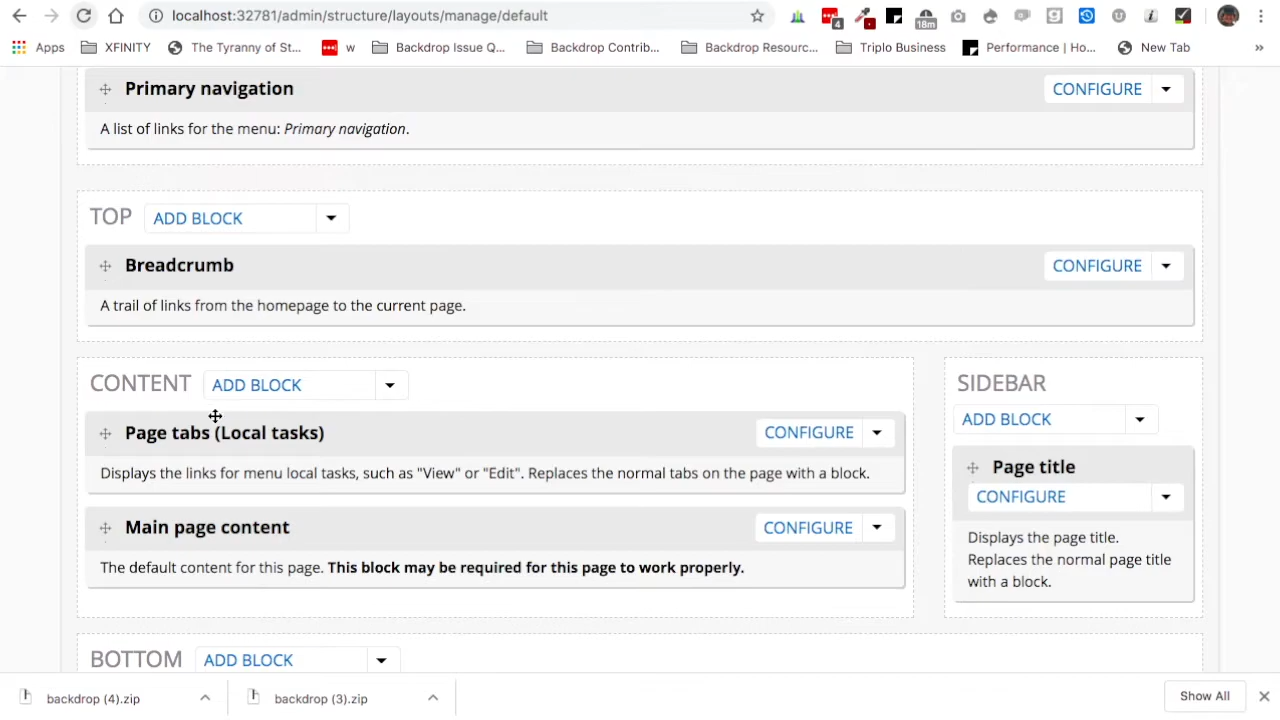 localhost:32781/admin/structure/layouts/manage/default
4
18m
Apps XFINITY The Tyranny of St... w Backdrop Issue Q... Backdrop Contrib... Backdrop Resourc... Triplo Business Performance | Ho... New Tab »
Primary navigation CONFIGURE
A list of links for the menu: Primary navigation.
TOP ADD BLOCK
Breadcrumb CONFIGURE
A trail of links from the homepage to the current page.
CONTENT ADD BLOCK
Page tabs (Local tasks) CONFIGURE
Displays the links for menu local tasks, such as "View" or "Edit". Replaces the normal tabs on the page with a block.
Main page content CONFIGURE
The default content for this page. This block may be required for this page to work properly.
SIDEBAR
ADD BLOCK
Page title
CONFIGURE
Displays the page title.
Replaces the normal page title
with a block.
BOTTOM ADD BLOCK
backdrop (4).zip backdrop (3).zip Show All